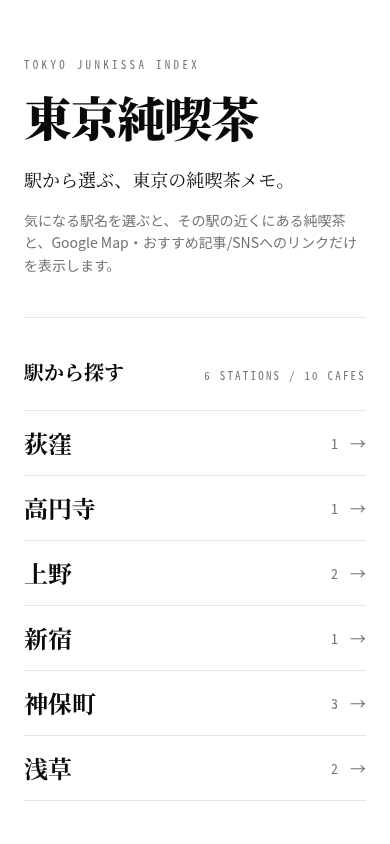 TOKYO JUNKISSA INDEX
東京純喫茶
駅から選ぶ、東京の純喫茶メモ。
気になる駅名を選ぶと、その駅の近くにある純喫茶
と、Google Map・おすすめ記事/SNSへのリンクだけ
を表示します。
駅から探す 6 STATIONS / 10 CAFES
荻窪 1 →
高円寺 1 →
上野 2 →
新宿 1 →
神保町 3 →
浅草 2 →